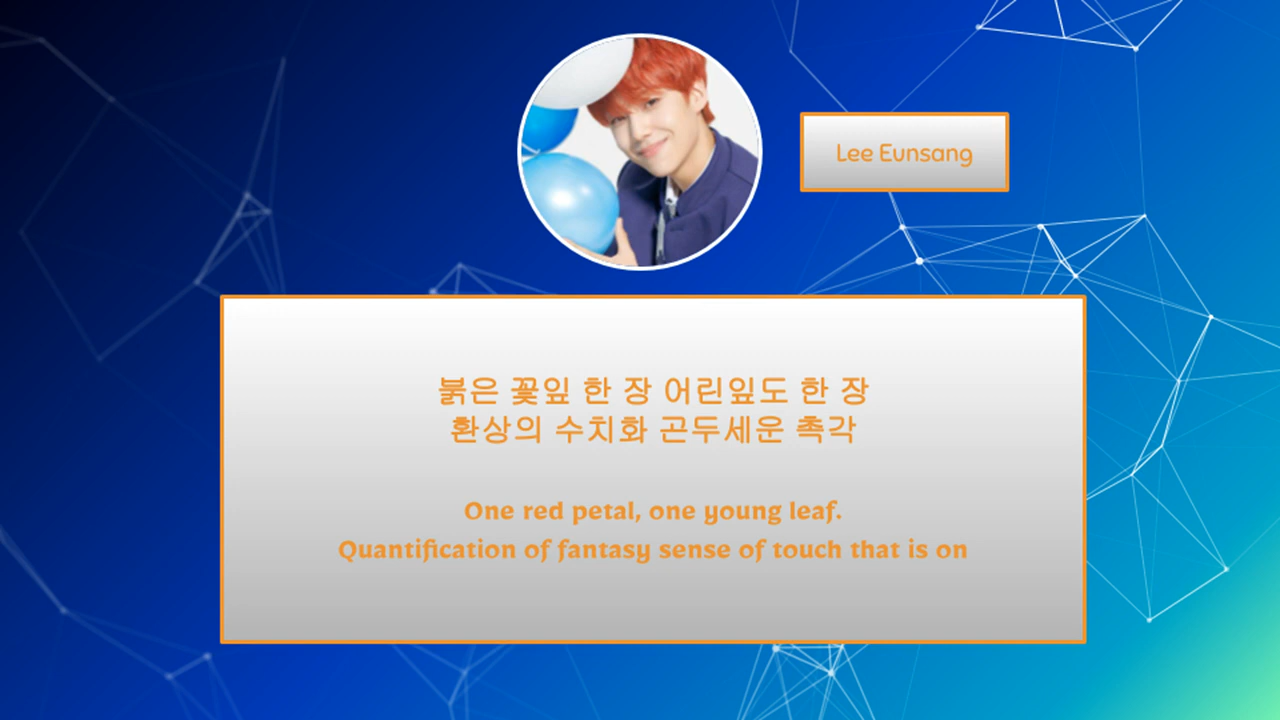 Lee Eunsang
붉은 꽃잎 한 장 어린잎도 한 장
환상의 수치화 곤두세운 촉각
One red petal, one young leaf.
Quantification of fantasy sense of touch that is on